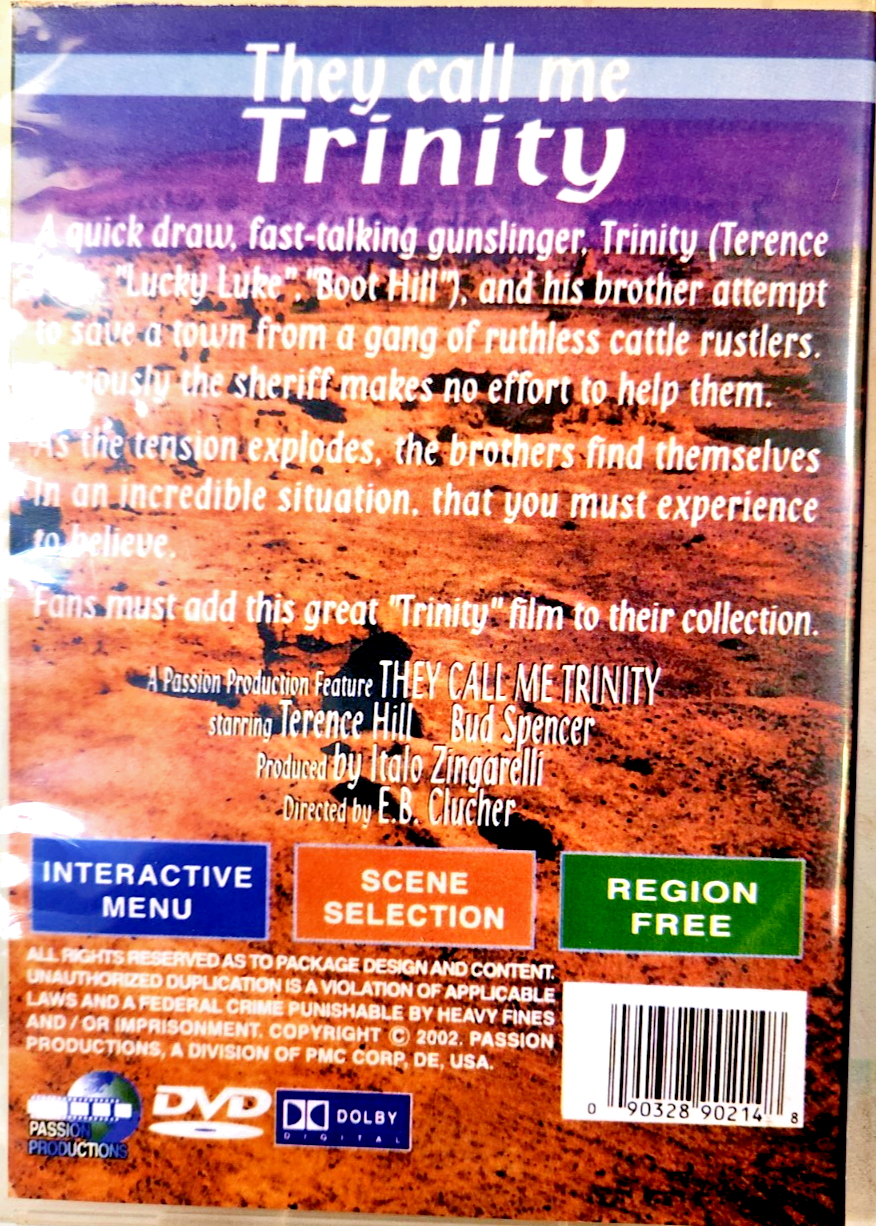 They call me
Trinity
A quick draw, fast-talking gunslinger, Trinity (Terence
"Lucky Luke", "Boot Hill"), and his brother attempt
to save a town from a gang of ruthless cattle rustlers.
the sheriff makes no effort to help them.
As the tension explodes, the brothers find themselves
in an incredible situation, that you must experience
to believe.
Fans must add this great "Trinity" film to their collection.
A Passion Production Feature THEY CALL ME TRINITY
starring Terence Hill Bud Spencer
Produced by Italo Zingarelli
Directed by E.B. Clucher
INTERACTIVE
MENU
SCENE
SELECTION
REGION
FREE
ALL RIGHTS RESERVED AS TO PACKAGE DESIGN AND CONTENT.
UNAUTHORIZED DUPLICATION IS A VIOLATION OF APPLICABLE
LAWS AND A FEDERAL CRIME PUNISHABLE BY HEAVY FINES
AND / OR IMPRISONMENT. COPYRIGHT © 2002. PASSION
PRODUCTIONS, A DIVISION OF PMC CORP, DE, USA.
0 90328 90214 8
PASSION
PRODUCTIONS
DVD
DOLBY
DIGITAL